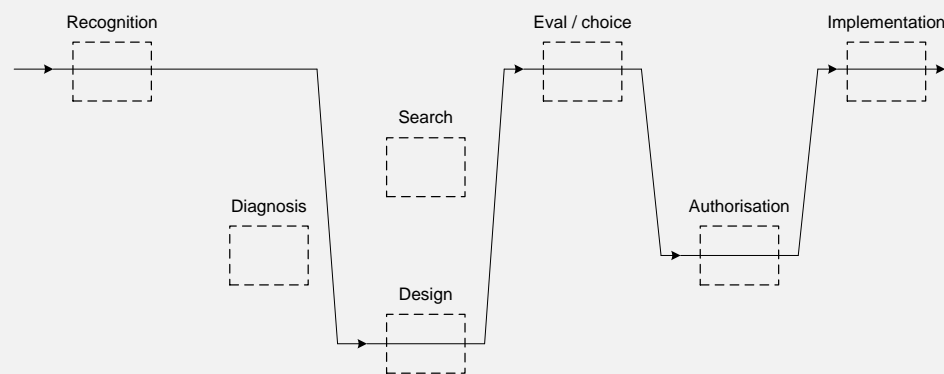 Recognition
Eval / choice
Implementation
Search
Diagnosis
Authorisation
Design